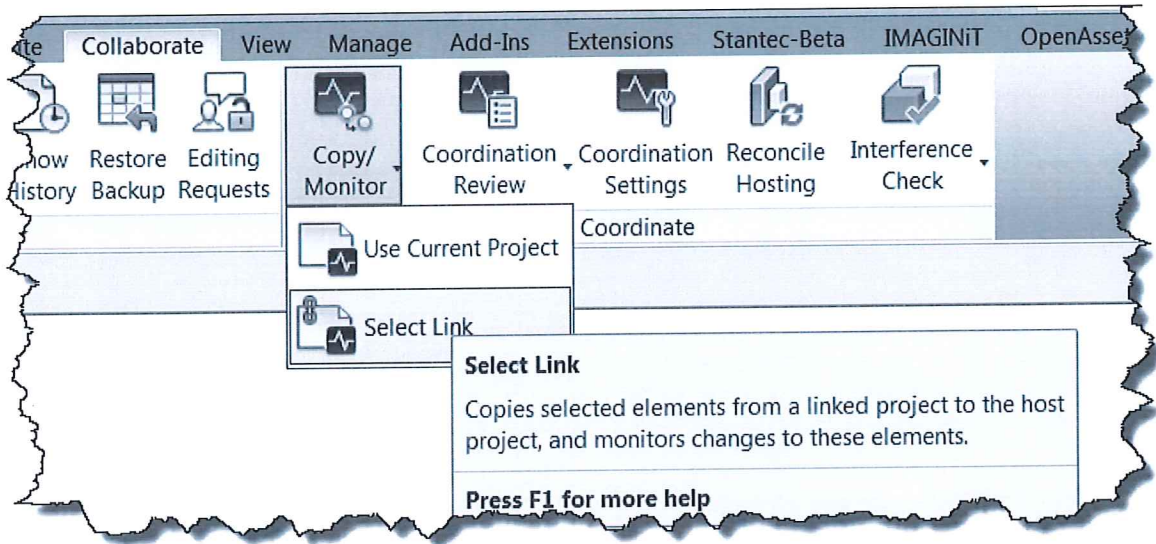 Collaborate View Manage Add-Ins Extensions Stantec-Beta IMAGINiT OpenAsset
Restore Editing
History Backup Requests
Copy/
Monitor
Coordination
Review
Coordination
Settings
Reconcile
Hosting
Interference
Check
Coordinate
Use Current Project
Select Link
Select Link
Copies selected elements from a linked project to the host
project, and monitors changes to these elements.
Press F1 for more help